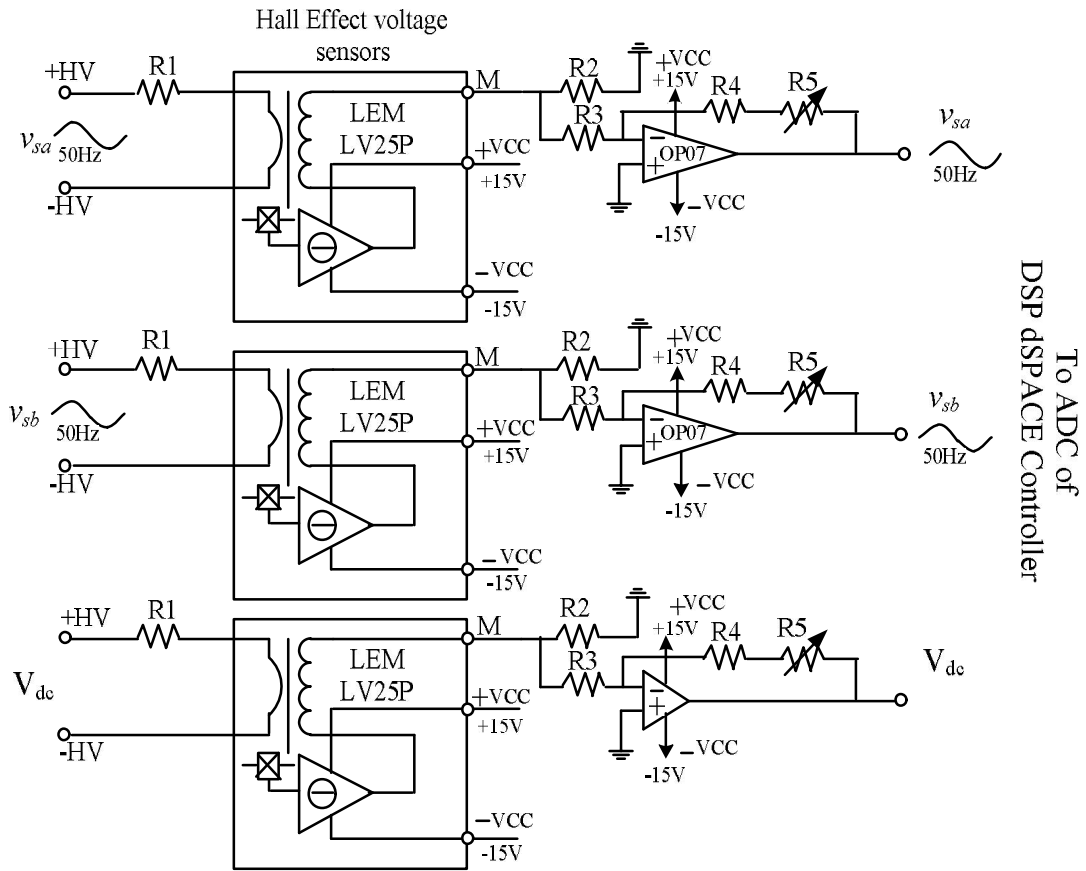 Hall Effect voltage
sensors
+HV
R1
v_sa
50Hz
-HV
LEM
LV25P
M
+VCC
+15V
−VCC
-15V
R2
R3
+VCC
+15V
R4
R5
−
+
OP07
−VCC
-15V
v_sa
50Hz
+HV
R1
v_sb
50Hz
-HV
LEM
LV25P
M
+VCC
+15V
−VCC
-15V
R2
R3
+VCC
+15V
R4
R5
−
+
OP07
−VCC
-15V
v_sb
50Hz
+HV
R1
V_dc
-HV
LEM
LV25P
M
+VCC
+15V
−VCC
-15V
R2
R3
+VCC
+15V
R4
R5
−
+
−VCC
-15V
V_dc
To ADC of
DSP dSPACE Controller